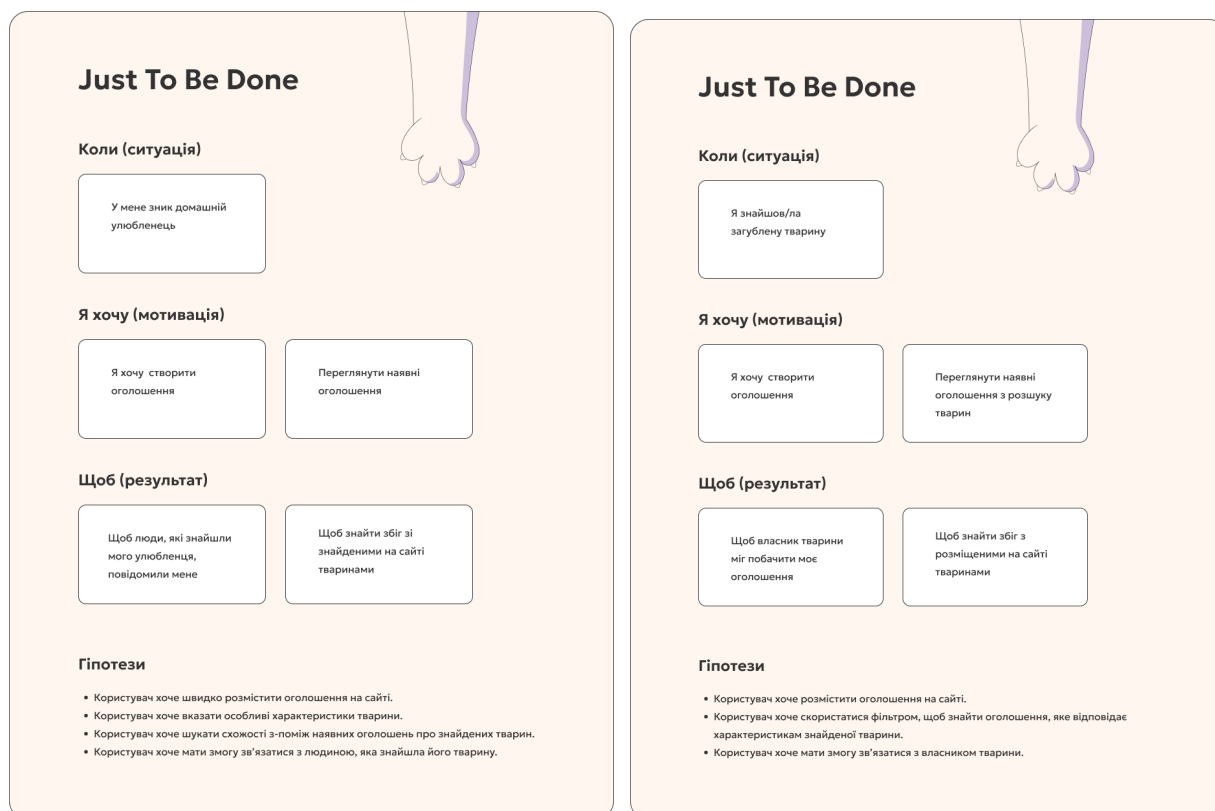 Just To Be Done
Коли (ситуація)
У мене зник домашній
улюбленець
Я хочу (мотивація)
Я хочу створити
оголошення
Переглянути наявні
оголошення
Щоб (результат)
Щоб люди, які знайшли
мого улюбленця,
повідомили мене
Щоб знайти збіг зі
знайденими на сайті
тваринами
Гіпотези
• Користувач хоче швидко розмістити оголошення на сайті.
• Користувач хоче вказати особливі характеристики тварини.
• Користувач хоче шукати схожості з-поміж наявних оголошень про знайдених тварин.
• Користувач хоче мати змогу зв’язатися з людиною, яка знайшла його тварину.
Just To Be Done
Коли (ситуація)
Я знайшов/ла
загублену тварину
Я хочу (мотивація)
Я хочу створити
оголошення
Переглянути наявні
оголошення з розшуку
тварин
Щоб (результат)
Щоб власник тварини
міг побачити моє
оголошення
Щоб знайти збіг з
розміщеними на сайті
тваринами
Гіпотези
• Користувач хоче розмістити оголошення на сайті.
• Користувач хоче скористатися фільтром, щоб знайти оголошення, яке відповідає
характеристикам знайденої тварини.
• Користувач хоче мати змогу зв’язатися з власником тварини.